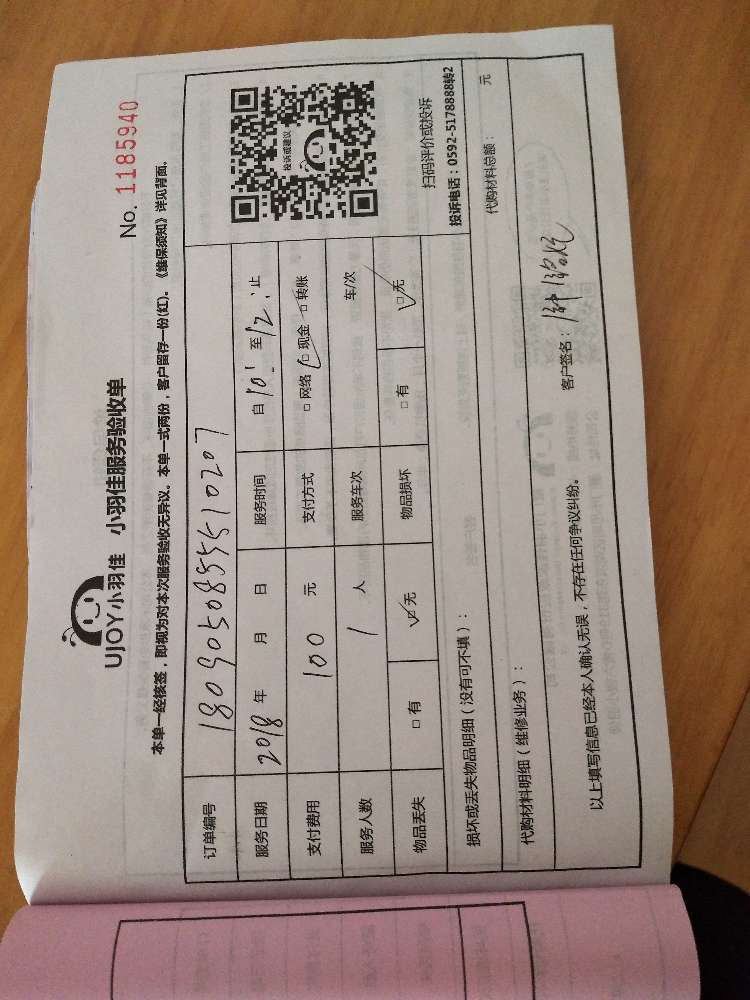 No. 1185940
UJOY小羽佳 小羽佳服务验收单
本单一经核签，即视为对本次服务验收无异议。本单一式两份，客户留存一份(红)。《维保须知》详见背面。
订单编号 1809050855510207
服务日期 2018 年 月 日 服务时间 自 10: 至 12: 止
支付费用 100 元 支付方式 □ 网络 □ 现金 □ 转账
服务人数 1 人 服务车次 车/次
物品丢失 □ 有 ☑ 无 物品损坏 □ 有 ☑ 无
投诉或建议
扫码评价或投诉
投诉电话：0592-5178888转2
损坏或丢失物品明细（没有可不填）：
代购材料明细（维修业务）： 代购材料总额： 元
以上填写信息已经本人确认无误，不存在任何争议纠纷。
客户签名：